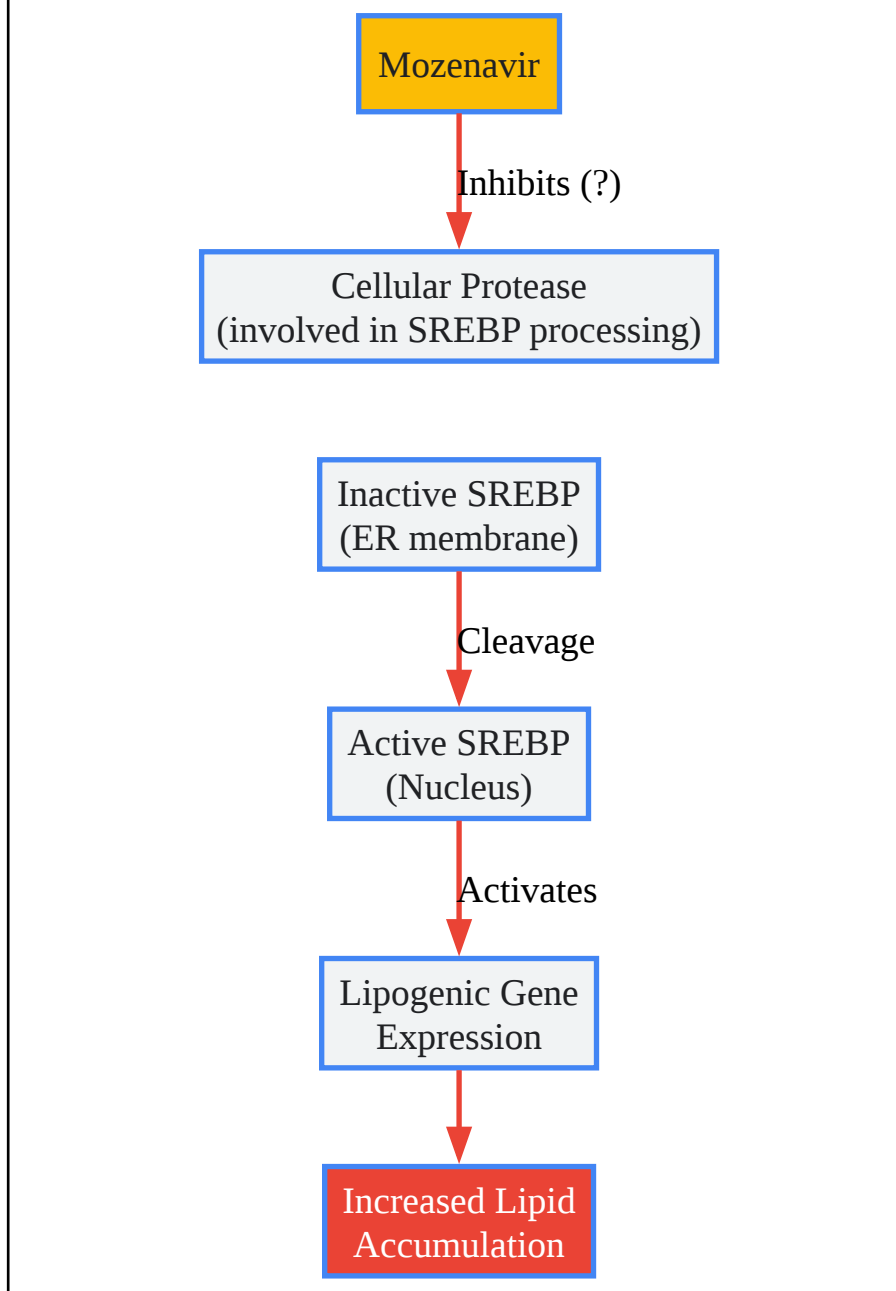 Mozenavir
Inhibits (?)
Cellular Protease
(involved in SREBP processing)
Inactive SREBP
(ER membrane)
Cleavage
Active SREBP
(Nucleus)
Activates
Lipogenic Gene
Expression
Increased Lipid
Accumulation